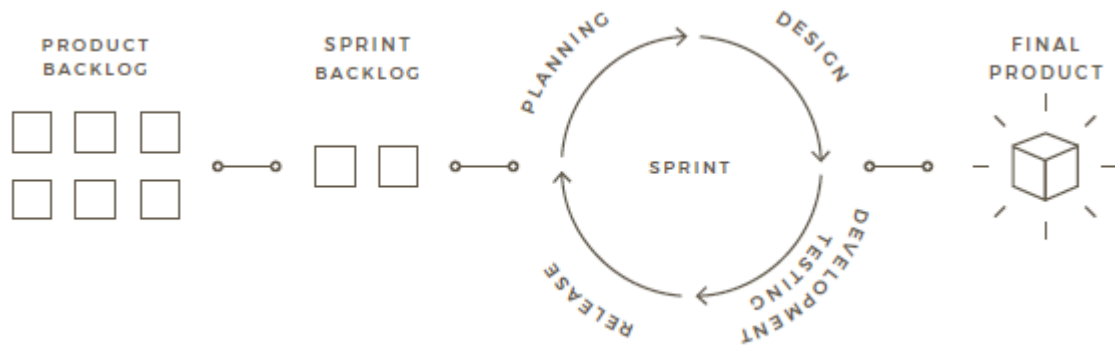 PRODUCT
BACKLOG
SPRINT
BACKLOG
PLANNING
DESIGN
SPRINT
DEVELOPMENT
TESTING
RELEASE
FINAL
PRODUCT